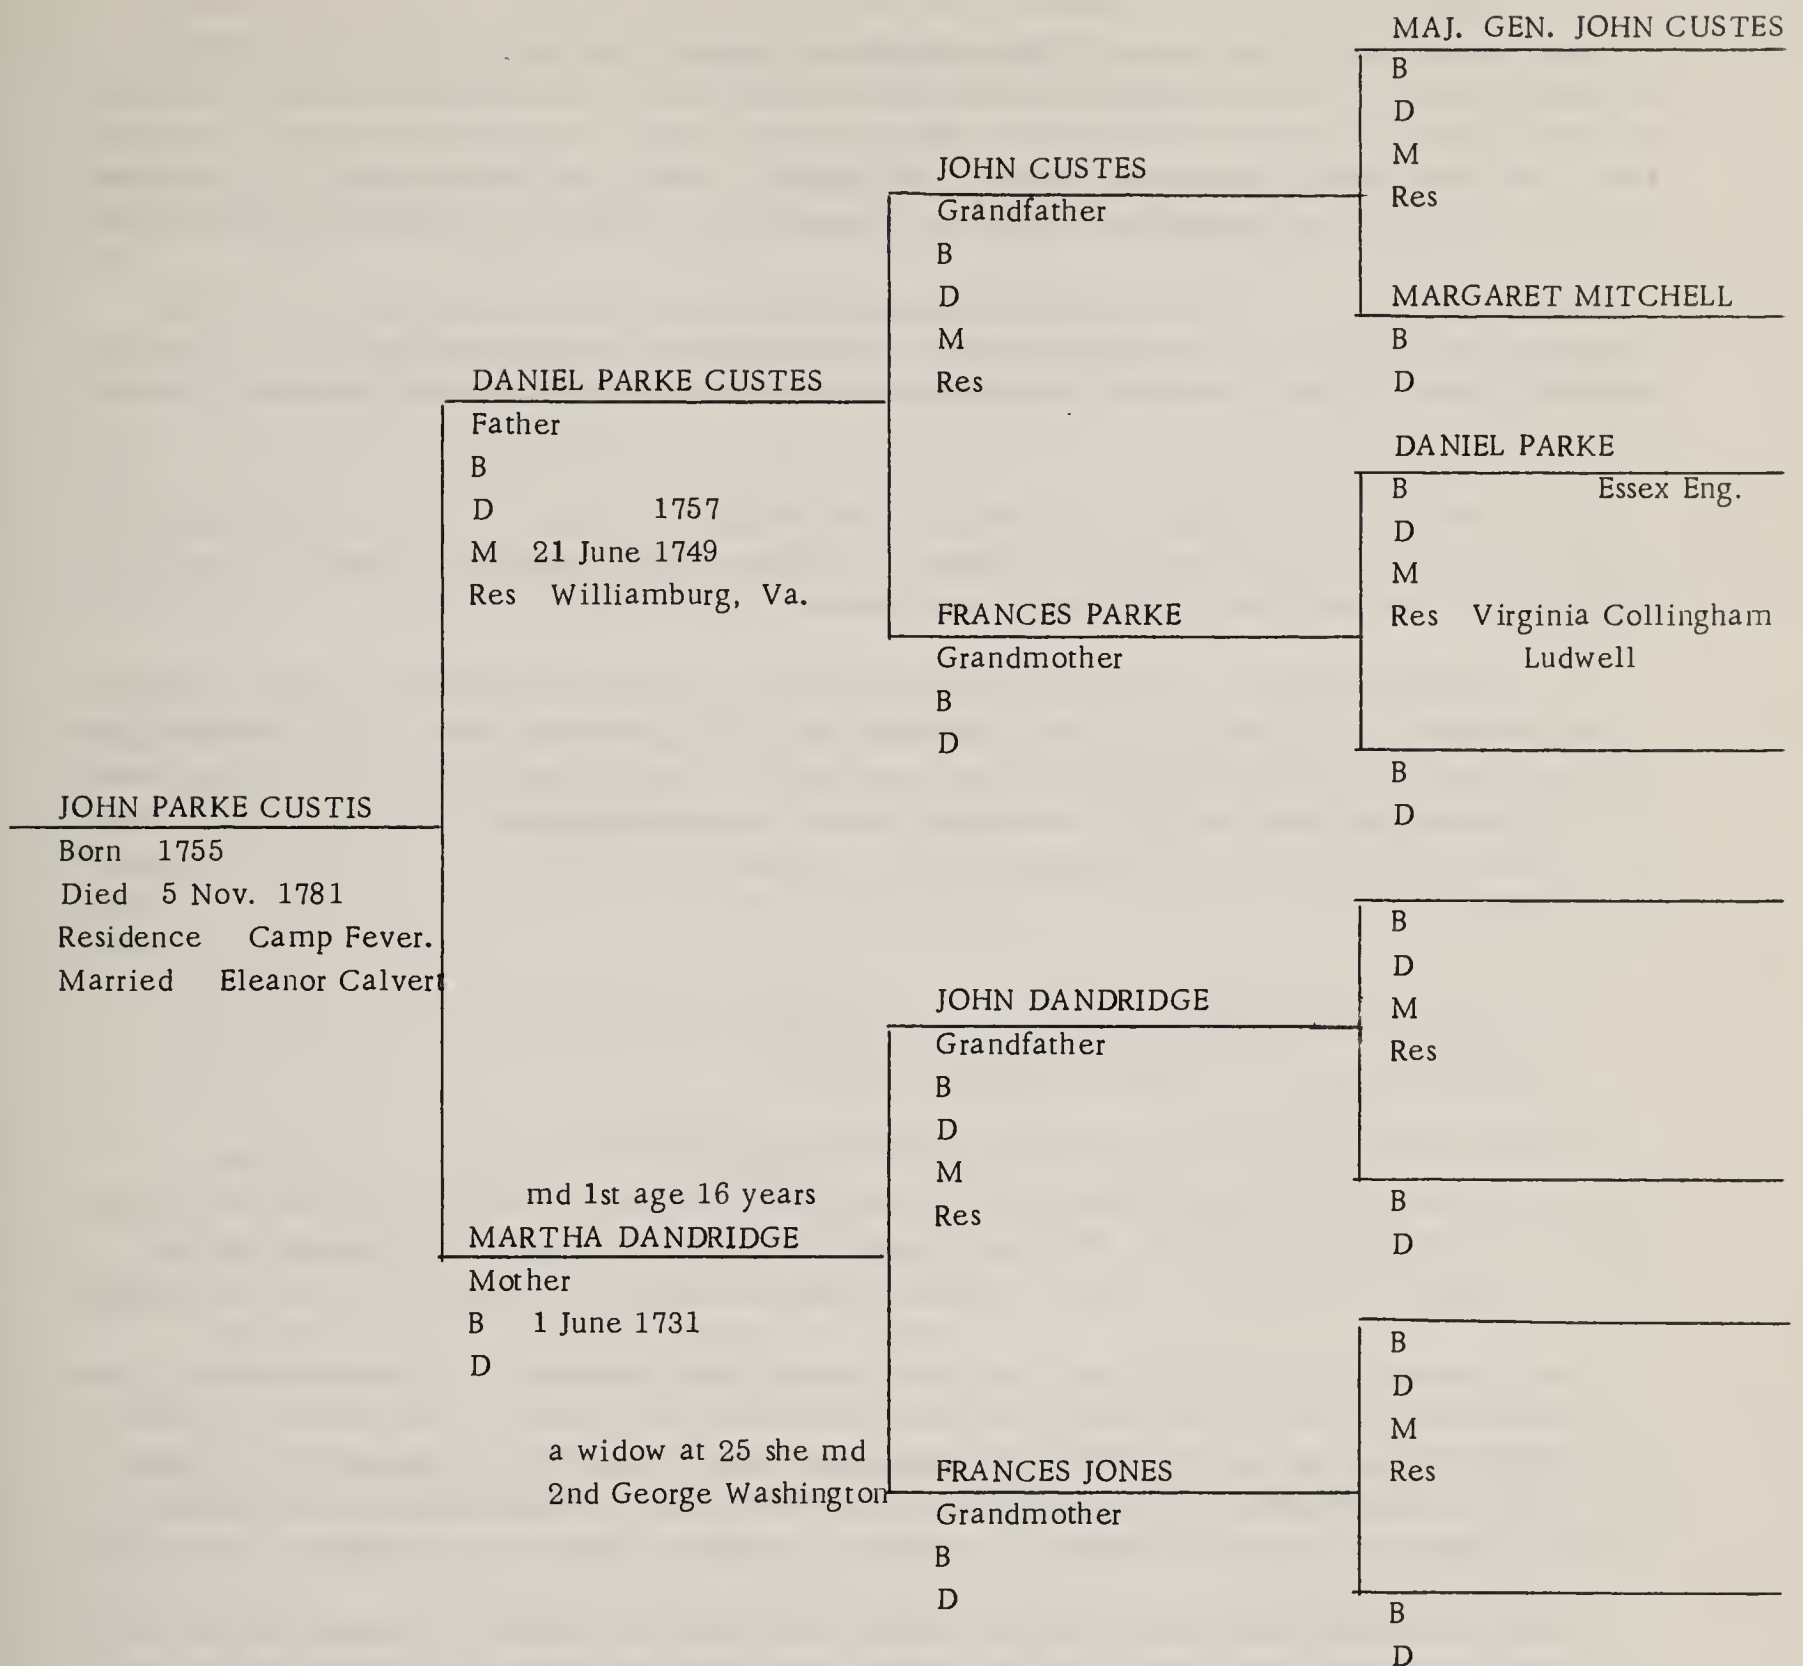 MAJ. GEN. JOHN CUSTES
B
D
M
Res
MARGARET MITCHELL
B
D
JOHN CUSTES
Grandfather
B
D
M
Res
DANIEL PARKE CUSTES
Father
B
D 1757
M 21 June 1749
Res Williamburg, Va.
DANIEL PARKE
B Essex Eng.
D
M
Res Virginia Collingham
Ludwell
B
D
FRANCES PARKE
Grandmother
B
D
JOHN PARKE CUSTIS
Born 1755
Died 5 Nov. 1781
Residence Camp Fever.
Married Eleanor Calvert
B
D
M
Res
B
D
JOHN DANDRIDGE
Grandfather
B
D
M
Res
md 1st age 16 years
MARTHA DANDRIDGE
Mother
B 1 June 1731
D
a widow at 25 she md
2nd George Washington
B
D
M
Res
B
D
FRANCES JONES
Grandmother
B
D